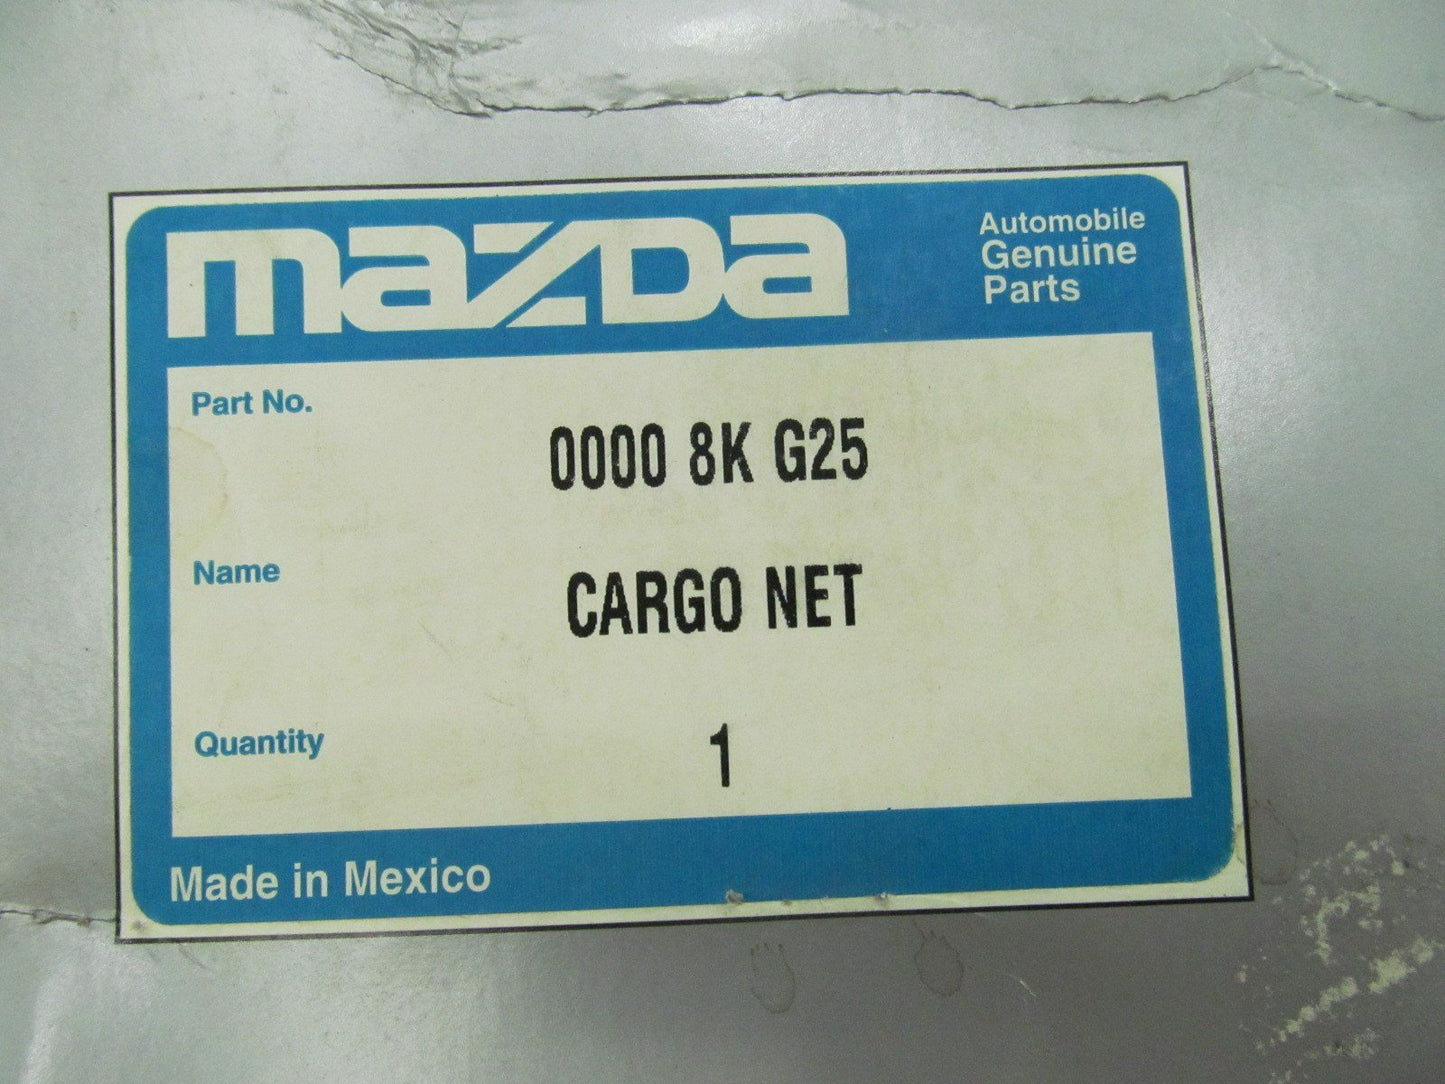 mazda
Automobile
Genuine
Parts
Part No.
0000 8K G25
Name
CARGO NET
Quantity
1
Made in Mexico